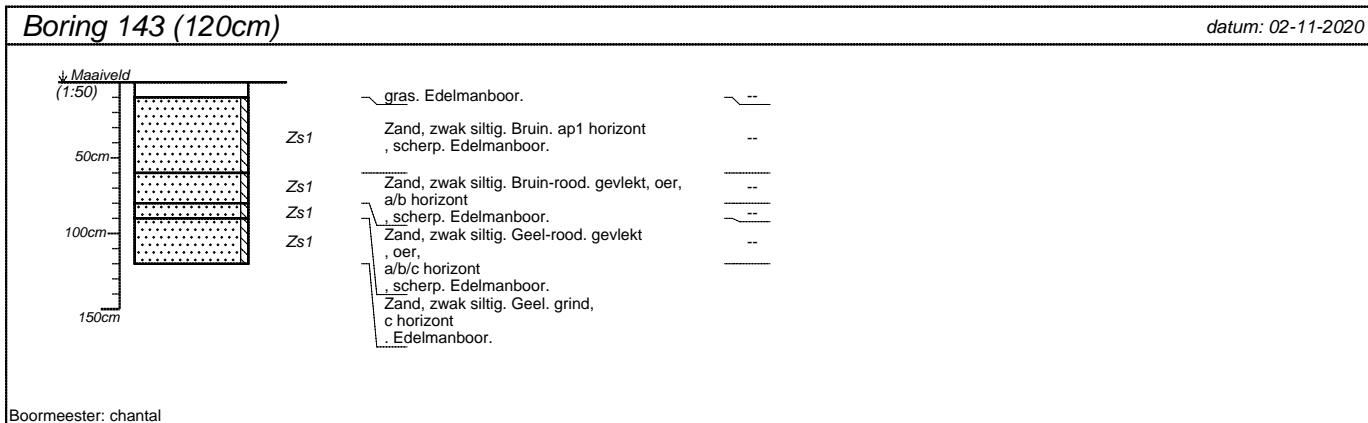 Boring 143 (120cm)
datum: 02-11-2020
Maaiveld
(1:50)
gras. Edelmanboor.
--
Zs1
Zand, zwak siltig. Bruin. ap1 horizont
, scherp. Edelmanboor.
--
50cm
Zs1
Zand, zwak siltig. Bruin-rood. gevlekt, oer,
a/b horizont
, scherp. Edelmanboor.
--
Zs1
--
100cm
Zs1
Zand, zwak siltig. Geel-rood. gevlekt
, oer,
a/b/c horizont
, scherp. Edelmanboor.
--
Zand, zwak siltig. Geel. grind,
c horizont
. Edelmanboor.
150cm
Boormeester: chantal